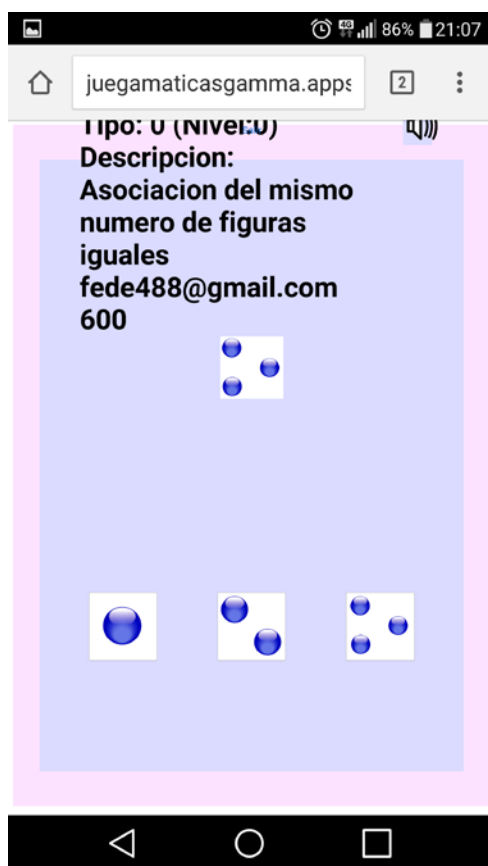 4G 86% 21:07
juegamaticasgamma.apps 2
Tipo: 0 (Nivel:0)
Descripcion:
Asociacion del mismo
numero de figuras
iguales
fede488@gmail.com
600